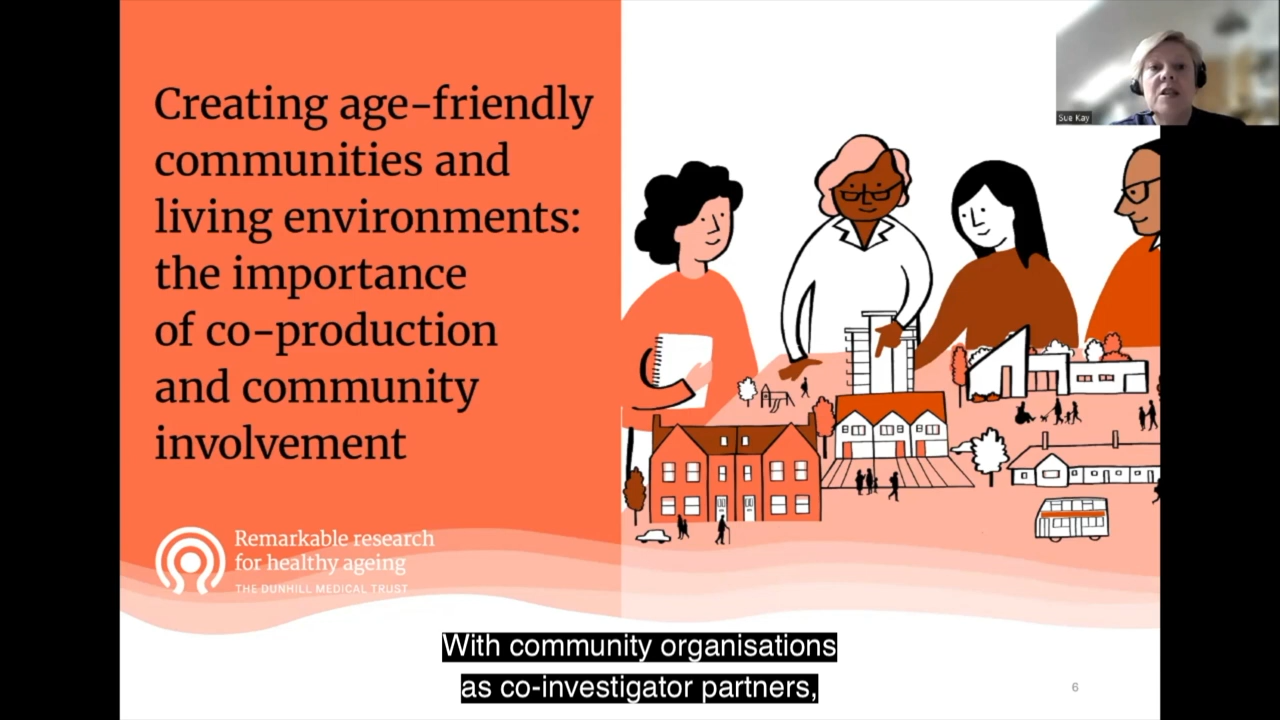 Creating age-friendly
communities and
living environments:
the importance
of co-production
and community
involvement
Remarkable research
for healthy ageing
THE DUNHILL MEDICAL TRUST
Sue Kay
With community organisations
as co-investigator partners,
6